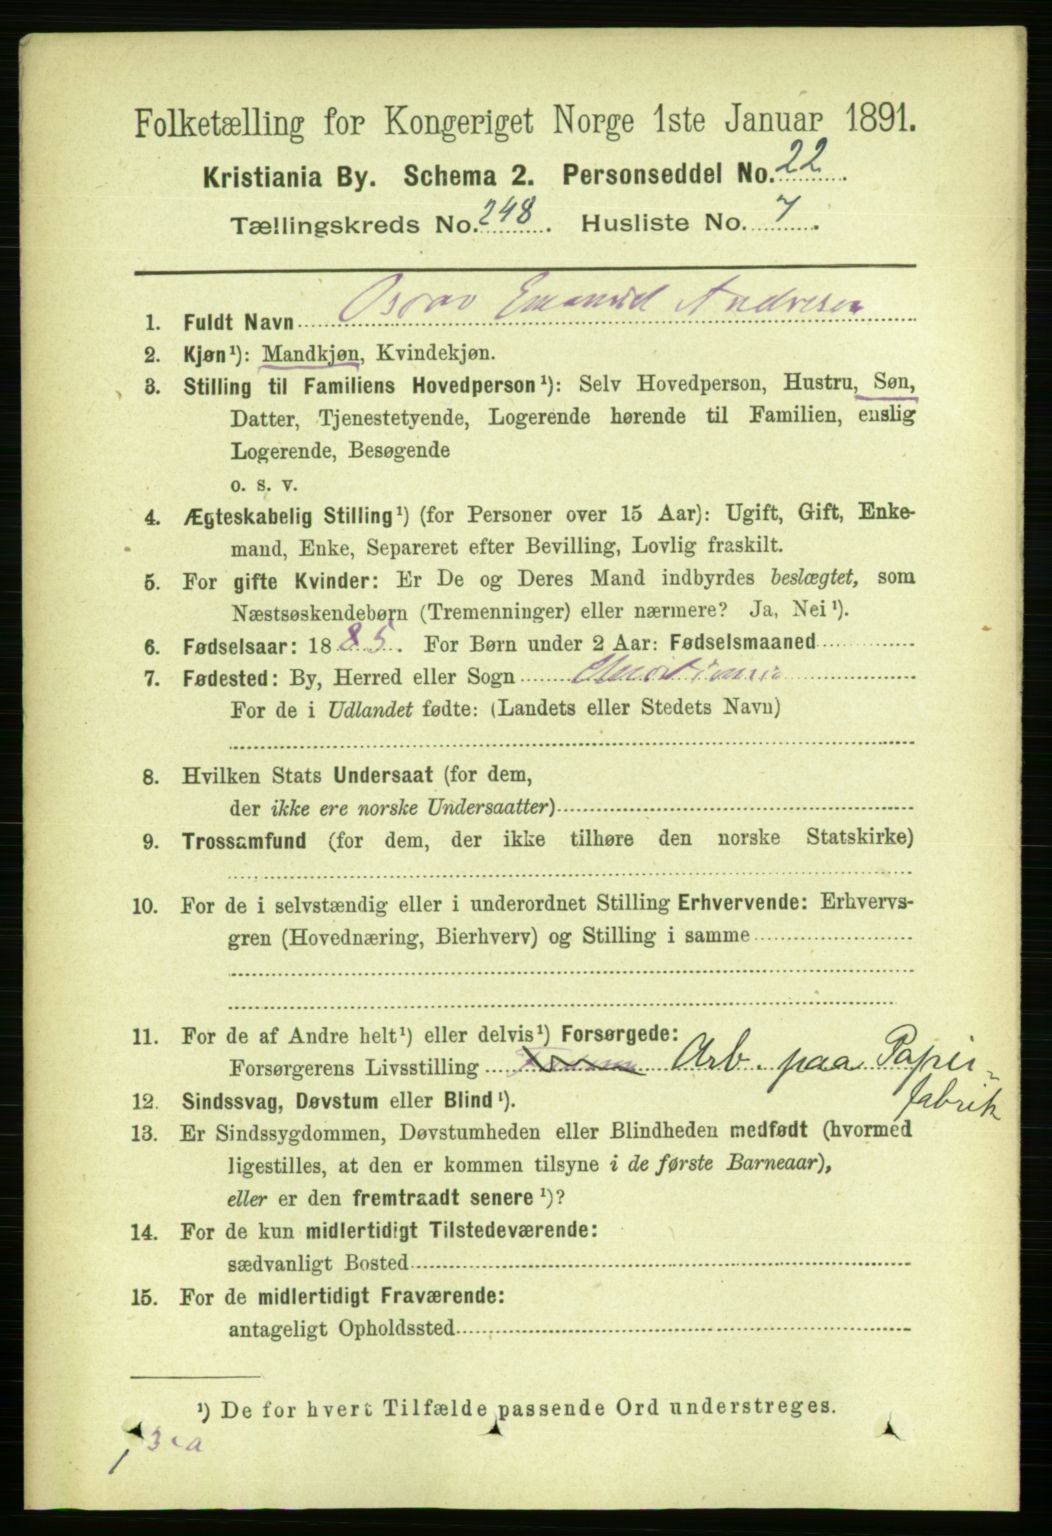 Folketælling for Kongeriget Norge 1ste Januar 1891.
Kristiania By. Schema 2. Personseddel No. 22.
Tællingskreds No. 248. Husliste No. 7.
1. Fuldt Navn Oscar Emanuel Andresen
2. Kjøn¹): Mandkjøn, Kvindekjøn.
3. Stilling til Familiens Hovedperson¹): Selv Hovedperson, Hustru, Søn,
Datter, Tjenestetyende, Logerende hørende til Familien, enslig
Logerende, Besøgende
o. s. v.
4. Ægteskabelig Stilling¹) (for Personer over 15 Aar): Ugift, Gift, Enke-
mand, Enke, Separeret efter Bevilling, Lovlig fraskilt.
5. For gifte Kvinder: Er De og Deres Mand indbyrdes beslægtet, som
Næstsøskendebørn (Tremenninger) eller nærmere? Ja, Nei¹).
6. Fødselsaar: 1885. For Børn under 2 Aar: Fødselsmaaned
7. Fødested: By, Herred eller Sogn Christiania
For de i Udlandet fødte: (Landets eller Stedets Navn)
8. Hvilken Stats Undersaat (for dem,
der ikke ere norske Undersaatter)
9. Trossamfund (for dem, der ikke tilhøre den norske Statskirke)
10. For de i selvstændig eller i underordnet Stilling Erhvervende: Erhvervs-
gren (Hovednæring, Bierhverv) og Stilling i samme
11. For de af Andre helt¹) eller delvis¹) Forsørgede:
Forsørgerens Livsstilling Arb. paa Papir-
fabrik
12. Sindssvag, Døvstum eller Blind¹).
13. Er Sindssygdommen, Døvstumheden eller Blindheden medfødt (hvormed
ligestilles, at den er kommen tilsyne i de første Barneaar),
eller er den fremtraadt senere¹)?
14. For de kun midlertidigt Tilstedeværende:
sædvanligt Bosted
15. For de midlertidigt Fraværende:
antageligt Opholdssted
¹) De for hvert Tilfælde passende Ord understreges.